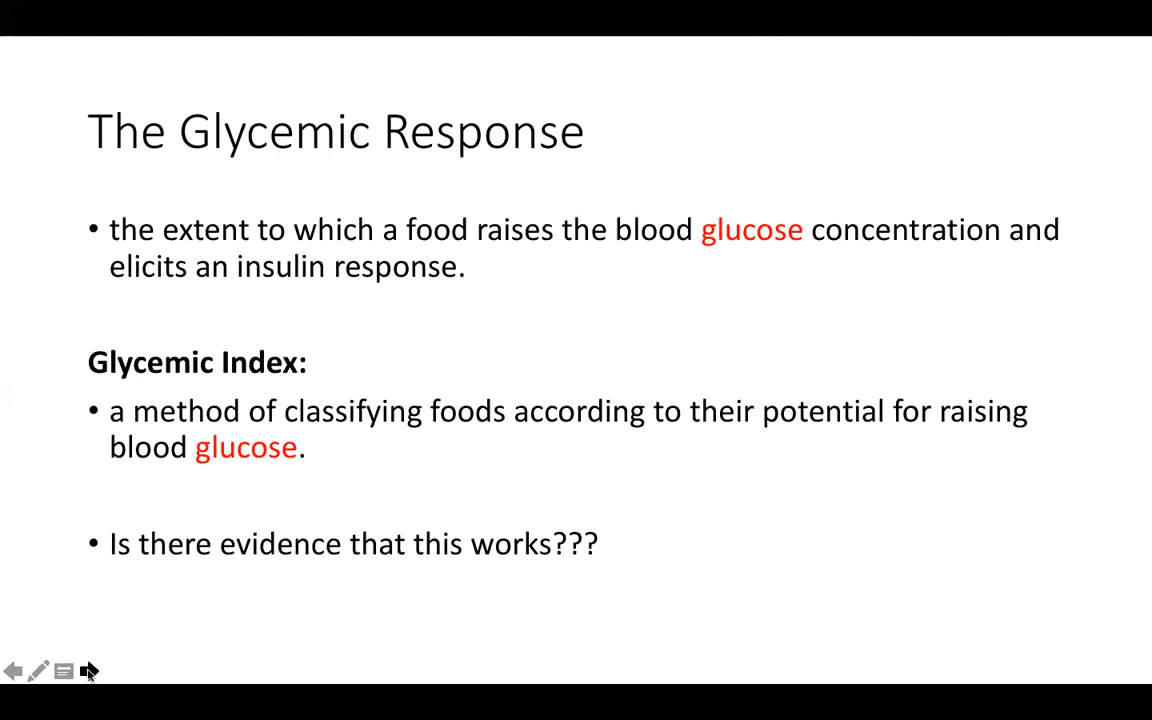 The Glycemic Response
• the extent to which a food raises the blood glucose concentration and
elicits an insulin response.
Glycemic Index:
• a method of classifying foods according to their potential for raising
blood glucose.
• Is there evidence that this works???